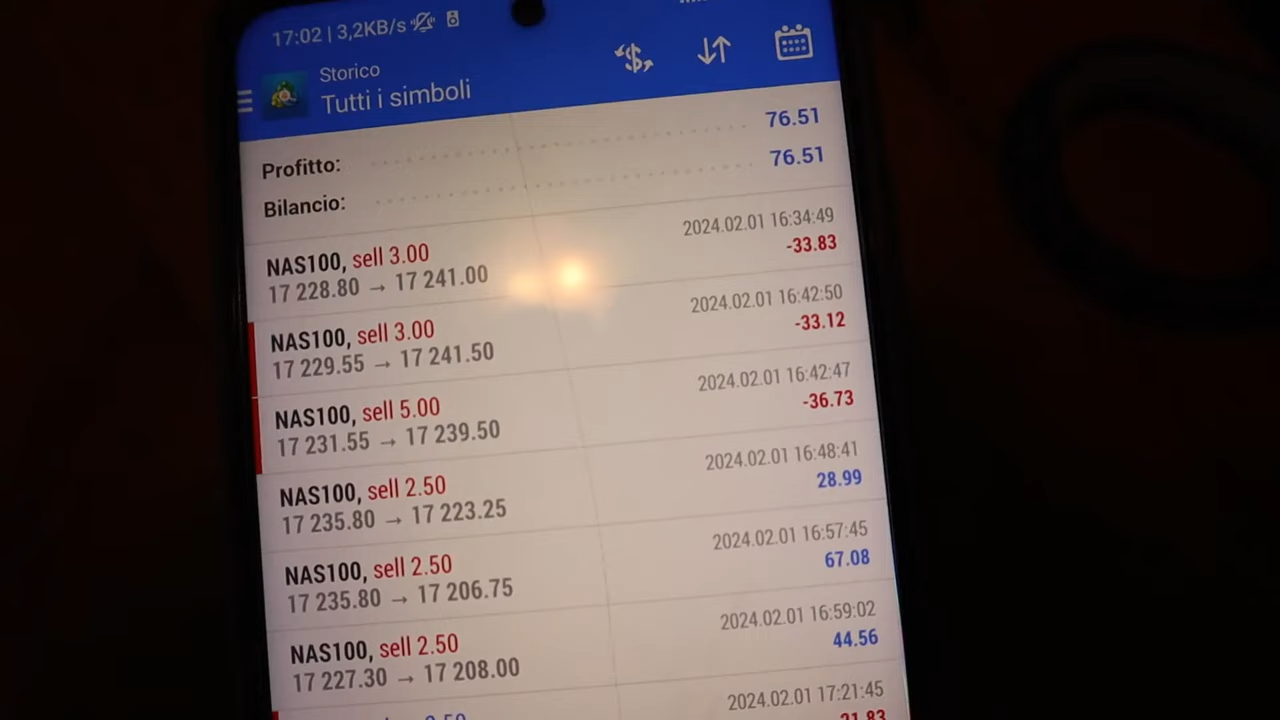 17:02 | 3,2KB/s
Storico
Tutti i simboli
Profitto: 76.51
Bilancio: 76.51
NAS100, sell 3.00 2024.02.01 16:34:49
17 228.80 → 17 241.00 -33.83
NAS100, sell 3.00 2024.02.01 16:42:50
17 229.55 → 17 241.50 -33.12
NAS100, sell 5.00 2024.02.01 16:42:47
17 231.55 → 17 239.50 -36.73
NAS100, sell 2.50 2024.02.01 16:48:41
17 235.80 → 17 223.25 28.99
NAS100, sell 2.50 2024.02.01 16:57:45
17 235.80 → 17 206.75 67.08
NAS100, sell 2.50 2024.02.01 16:59:02
17 227.30 → 17 208.00 44.56
2024.02.01 17:21:45